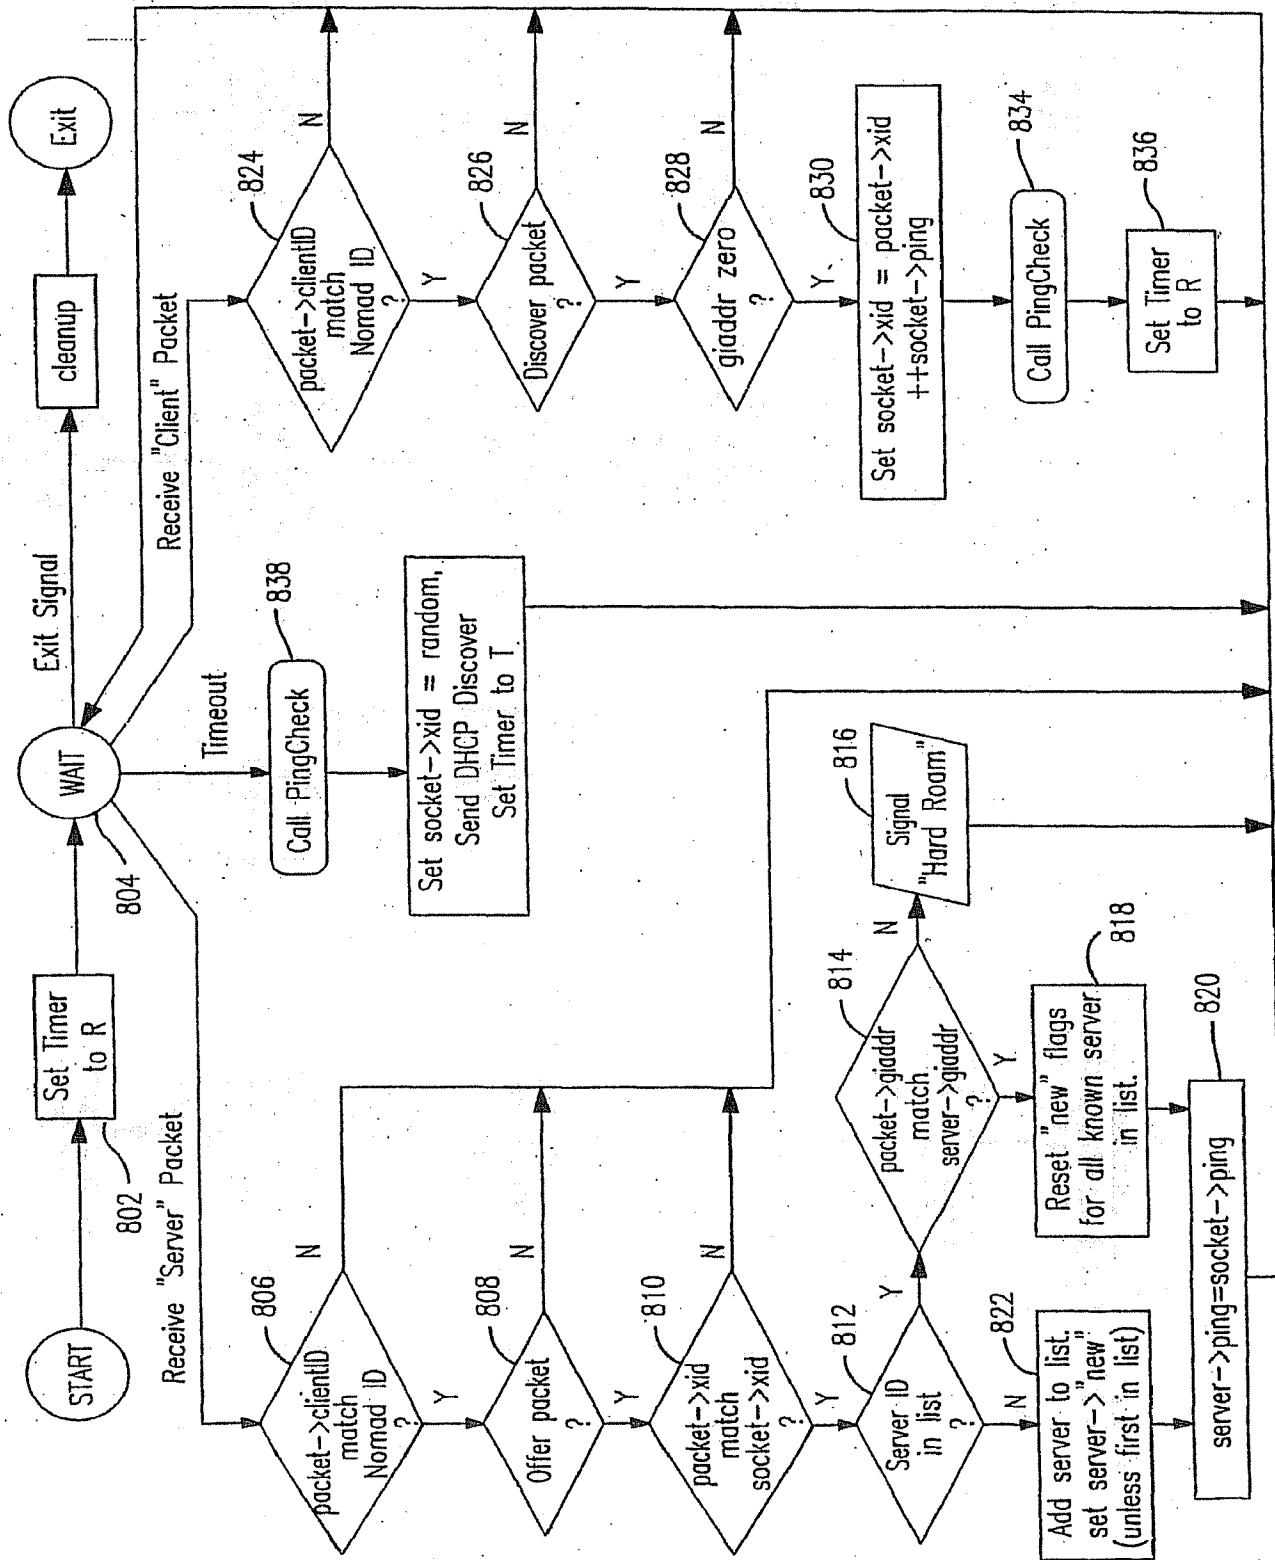 START
802
Set Timer
to R
804
WAIT
Exit Signal
cleanup
Exit
Receive "Server" Packet
806
packet->clientID
match
Nomad ID
?
N
Y
808
Offer packet
?
N
Y
810
packet->xid
match
socket->xid
?
N
Y
812
Server ID
in list
?
Y
N
814
packet->giaddr
match
server->giaddr
?
N
Y
816
Signal
"Hard Roam"
818
Reset "new" flags
for all known server
in list.
822
Add server to list.
set server->"new"
(unless first in list)
820
server->ping=socket->ping
Timeout
838
Call PingCheck
Set socket->xid = random,
Send DHCP Discover
Set Timer to T
Receive "Client" Packet
824
packet->clientID
match
Nomad ID
?
N
Y
826
Discover packet
?
N
Y
828
giaddr zero
?
N
Y
830
Set socket->xid = packet->xid
++socket->ping
834
Call PingCheck
836
Set Timer
to R